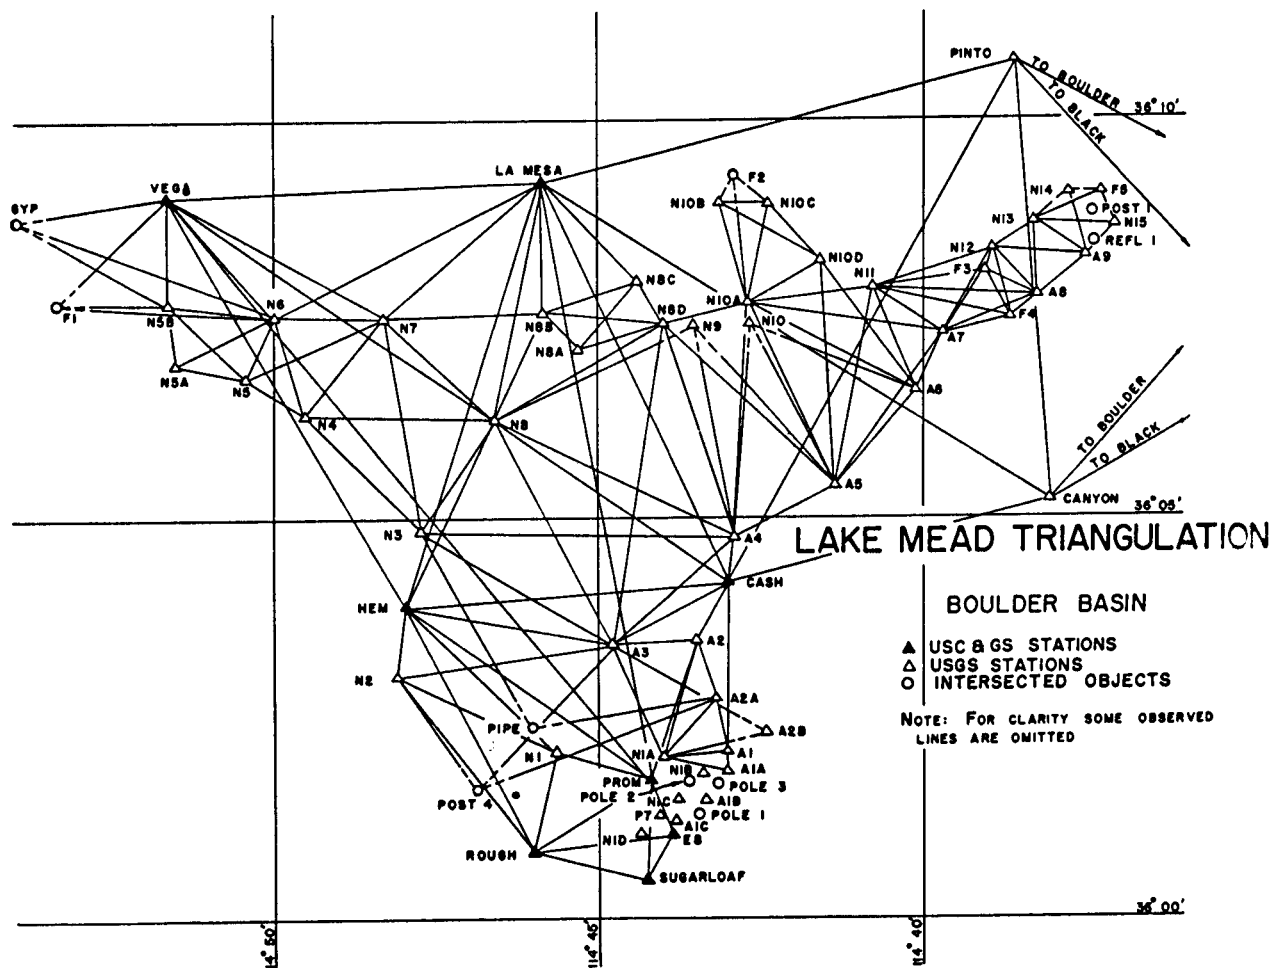 PINTO
TO BOULDER
TO BLACK
36° 10'
LA MESA
VEGA
GYP
F2
N10B
N10C
N14
F5
POST 1
N13
N15
REFL 1
N12
A9
N10D
F3
N11
N8C
N10A
A8
F1
N5B
N6
N7
N8B
N8D
N9
N10
F4
A7
N8A
N5A
N5
A6
N4
N8
TO BOULDER
TO BLACK
A5
CANYON
36° 05'
N3
A4
LAKE MEAD TRIANGULATION
CASH
HEM
BOULDER BASIN
A3
A2
USC & GS STATIONS
USGS STATIONS
INTERSECTED OBJECTS
N2
A2A
NOTE: FOR CLARITY SOME OBSERVED
LINES ARE OMITTED
PIPE
A2B
N1
N1A
A1
N1B
A1A
PROM
POLE 3
POLE 2
POST 4
N1C
A1B
P7
POLE 1
A1C
N1D
E8
ROUGH
SUGARLOAF
36° 00'
14° 50'
114° 45'
114° 40'